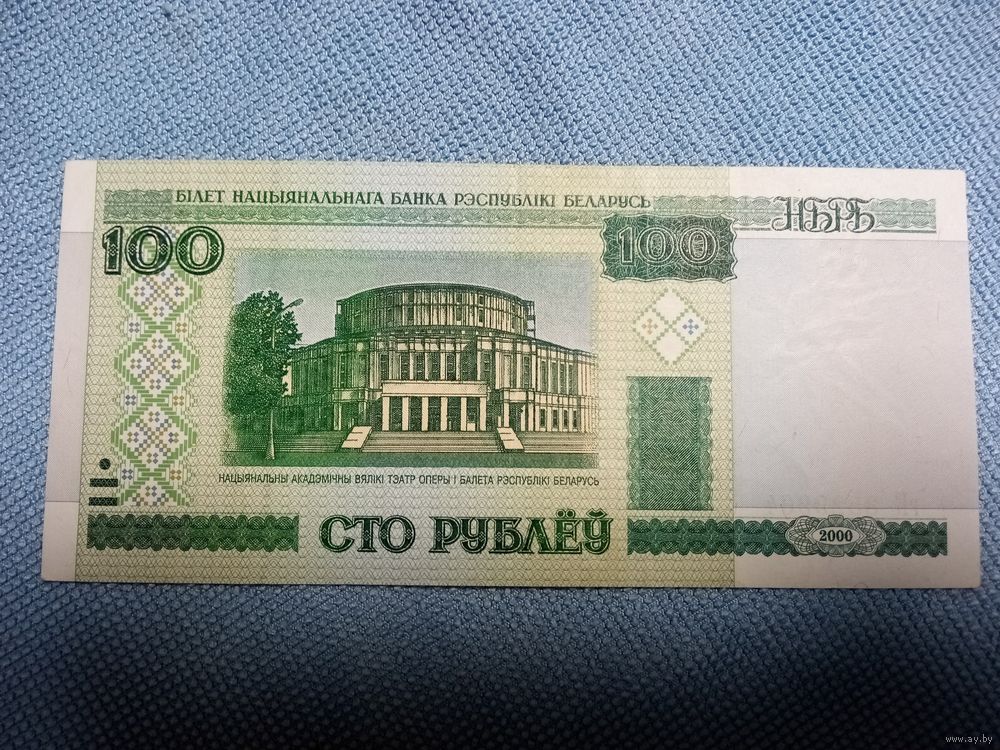 БІЛЕТ НАЦЫЯНАЛЬНАГА БАНКА РЭСПУБЛІКІ БЕЛАРУСЬ
НБРБ
100
100
НАЦЫЯНАЛЬНЫ АКАДЭМІЧНЫ ВЯЛІКІ ТЭАТР ОПЕРЫ І БАЛЕТА РЭСПУБЛІКІ БЕЛАРУСЬ
СТО РУБЛЁЎ
2000
www.ay.by